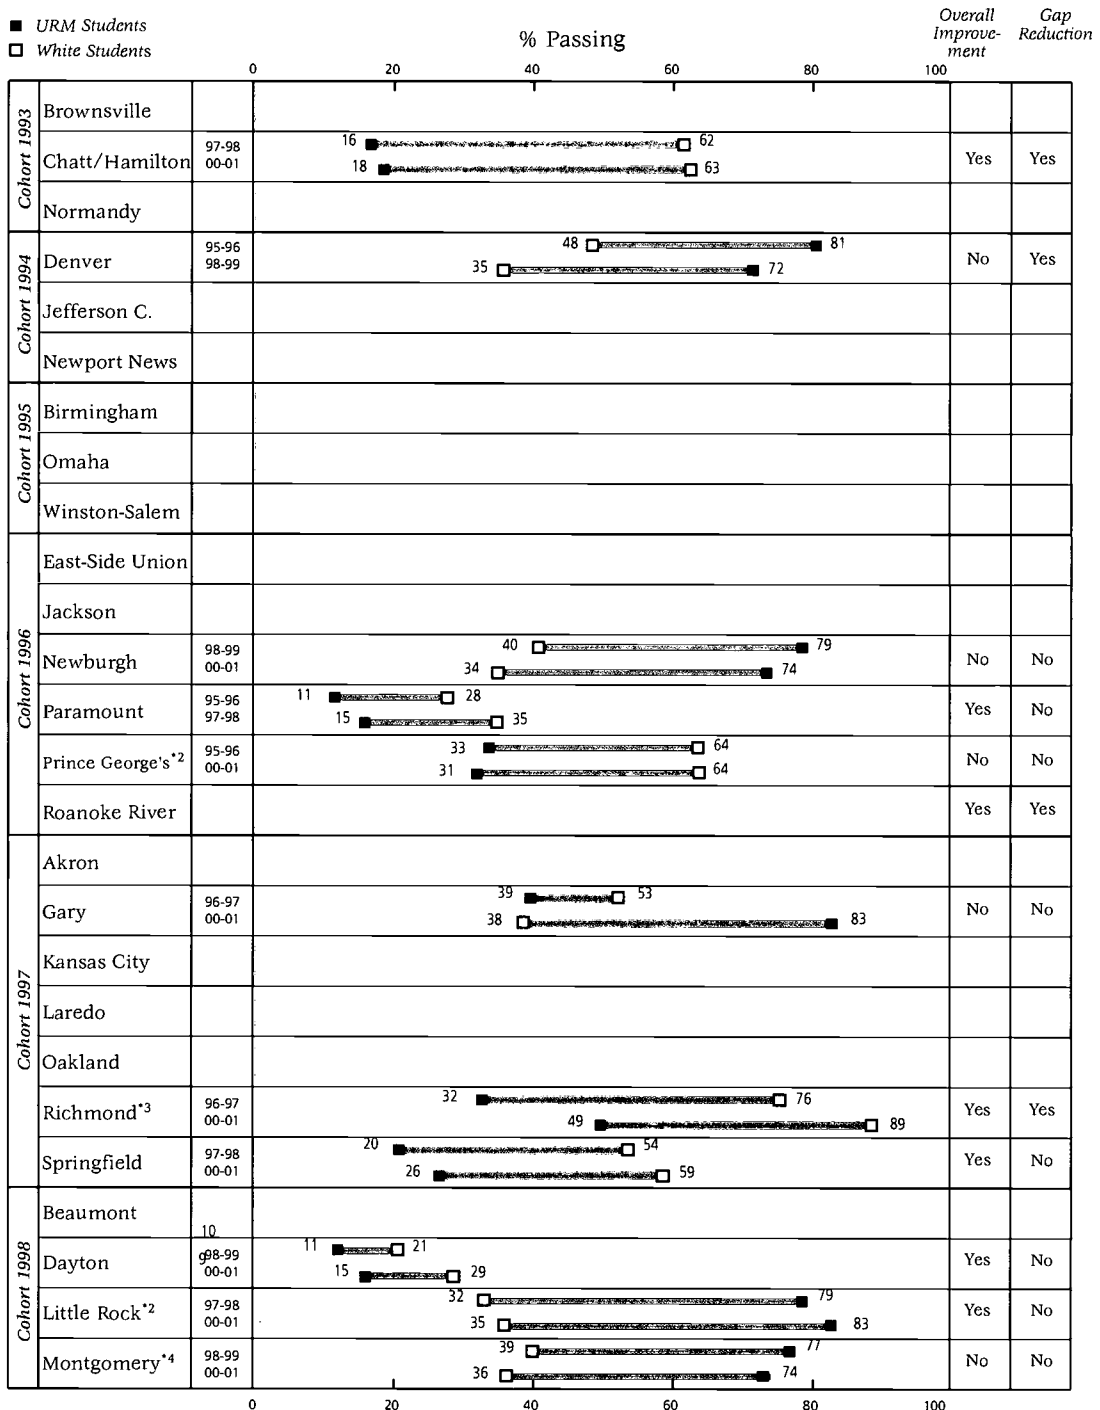 ■ URM Students
□ White Students
% Passing
Overall Improve-ment
Gap Reduction
0 20 40 60 80 100
Cohort 1993
Brownsville
Chatt/Hamilton 97-98 16 62 Yes Yes
00-01 18 63
Normandy
Cohort 1994
Denver 95-96 48 81 No Yes
98-99 35 72
Jefferson C.
Newport News
Cohort 1995
Birmingham
Omaha
Winston-Salem
Cohort 1996
East-Side Union
Jackson
Newburgh 98-99 40 79 No No
00-01 34 74
Paramount 95-96 11 28 Yes No
97-98 15 35
Prince George's*2 95-96 33 64 No No
00-01 31 64
Roanoke River Yes Yes
Cohort 1997
Akron
Gary 96-97 39 53 No No
00-01 38 83
Kansas City
Laredo
Oakland
Richmond*3 96-97 32 76 Yes Yes
00-01 49 89
Springfield 97-98 20 54 Yes No
00-01 26 59
Cohort 1998
Beaumont
10
Dayton 98-99 11 21 Yes No
9
00-01 15 29
Little Rock*2 97-98 32 79 Yes No
00-01 35 83
Montgomery*4 98-99 39 77 No No
00-01 36 74
0 20 40 60 80 100